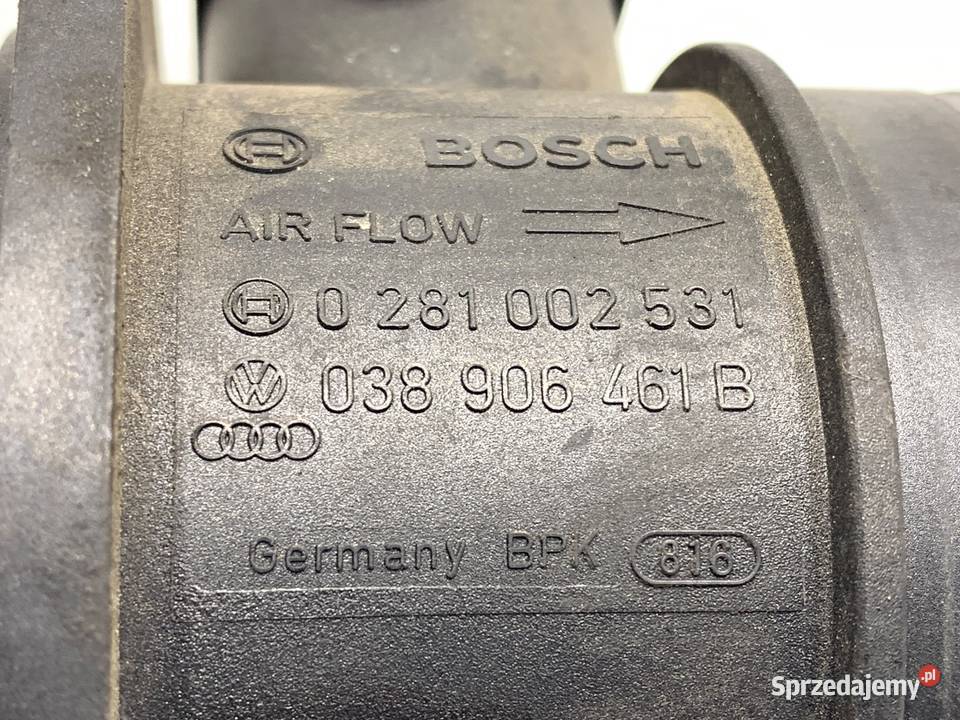 BOSCH
AIR FLOW
0 281 002 531
038 906 461 B
Germany BPK 816
Sprzedajemy.pl